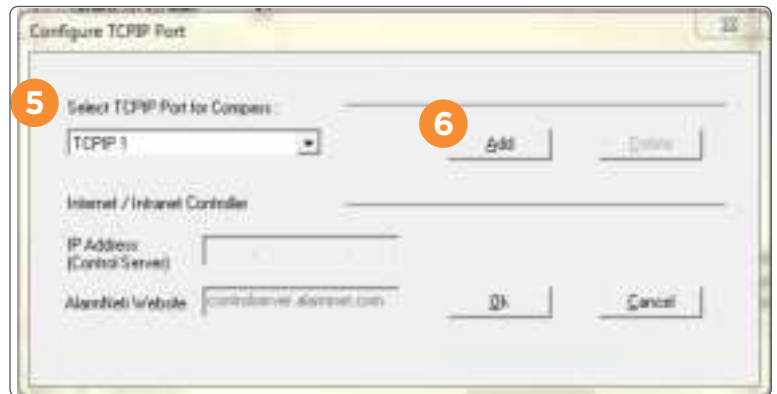 Configure TCPIP Port
5
Select TCPIP Port for Compass :
6
TCPIP 1
Add
Delete
Internet / Intranet Controller
IP Address
(Control Server)
AlarmNet-i Website
controlserver.alarmnet.com
Ok
Cancel